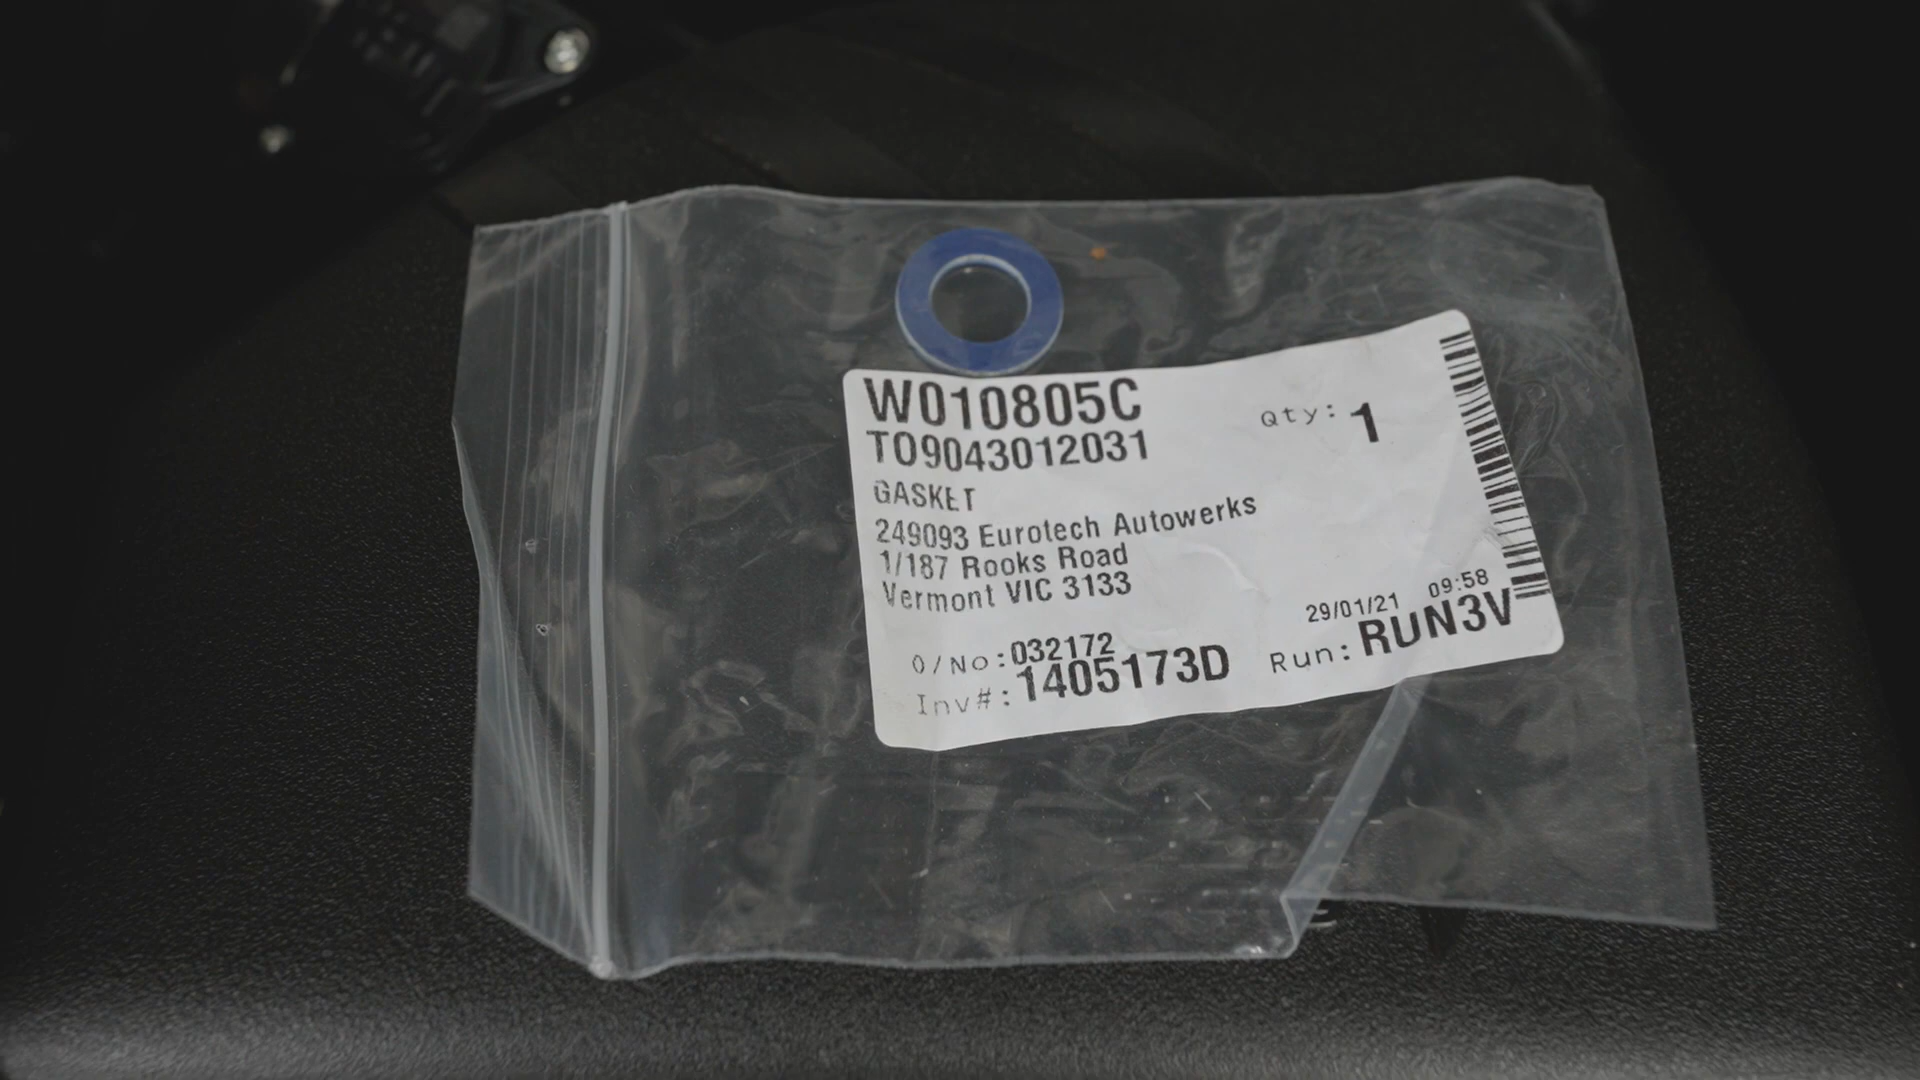 W010805C
Qty: 1
TO9043012031
GASKET
249093 Eurotech Autowerks
1/187 Rooks Road
Vermont VIC 3133
29/01/21 09:58
O/No:032172
Run: RUN3V
Inv#:1405173D